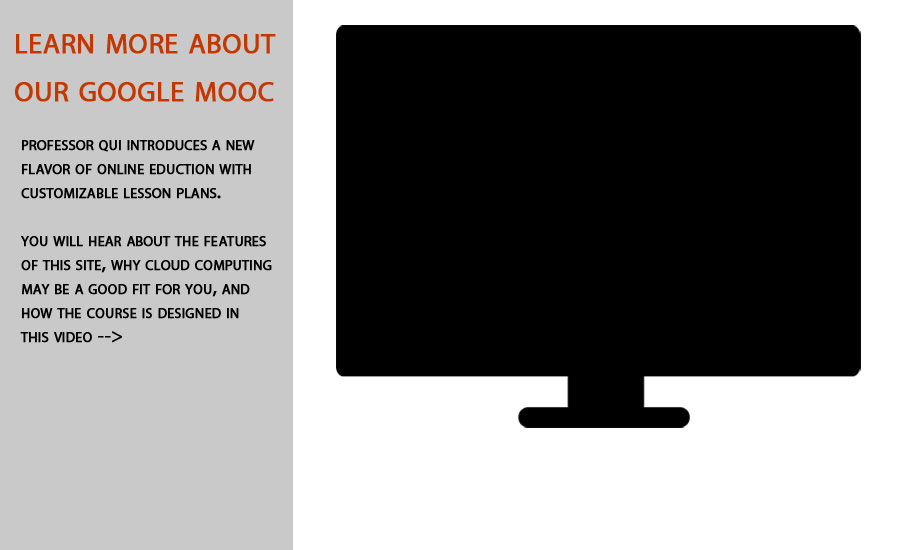 LEARN MORE ABOUT
OUR GOOGLE MOOC
PROFESSOR QUI INTRODUCES A NEW
FLAVOR OF ONLINE EDUCTION WITH
CUSTOMIZABLE LESSON PLANS.
YOU WILL HEAR ABOUT THE FEATURES
OF THIS SITE, WHY CLOUD COMPUTING
MAY BE A GOOD FIT FOR YOU, AND
HOW THE COURSE IS DESIGNED IN
THIS VIDEO -->